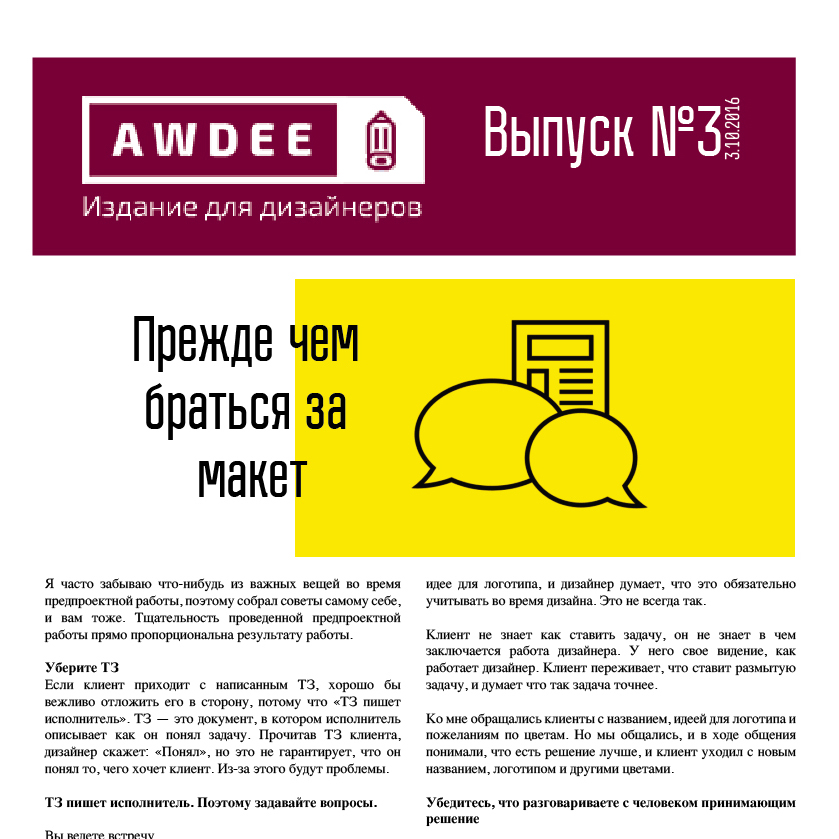 AWDEE
Издание для дизайнеров
Выпуск №3
3.10.2016
Прежде чем
браться за
макет
Я часто забываю что-нибудь из важных вещей во время
предпроектной работы, поэтому собрал советы самому себе,
и вам тоже. Тщательность проведенной предпроектной
работы прямо пропорциональна результату работы.
Уберите ТЗ
Если клиент приходит с написанным ТЗ, хорошо бы
вежливо отложить его в сторону, потому что «ТЗ пишет
исполнитель». ТЗ — это документ, в котором исполнитель
описывает как он понял задачу. Прочитав ТЗ клиента,
дизайнер скажет: «Понял», но это не гарантирует, что он
понял то, чего хочет клиент. Из-за этого будут проблемы.
ТЗ пишет исполнитель. Поэтому задавайте вопросы.
Вы ведете встречу
идее для логотипа, и дизайнер думает, что это обязательно
учитывать во время дизайна. Это не всегда так.
Клиент не знает как ставить задачу, он не знает в чем
заключается работа дизайнера. У него свое видение, как
работает дизайнер. Клиент переживает, что ставит размытую
задачу, и думает что так задача точнее.
Ко мне обращались клиенты с названием, идеей для логотипа и
пожеланиям по цветам. Но мы общались, и в ходе общения
понимали, что есть решение лучше, и клиент уходил с новым
названием, логотипом и другими цветами.
Убедитесь, что разговариваете с человеком принимающим
решение